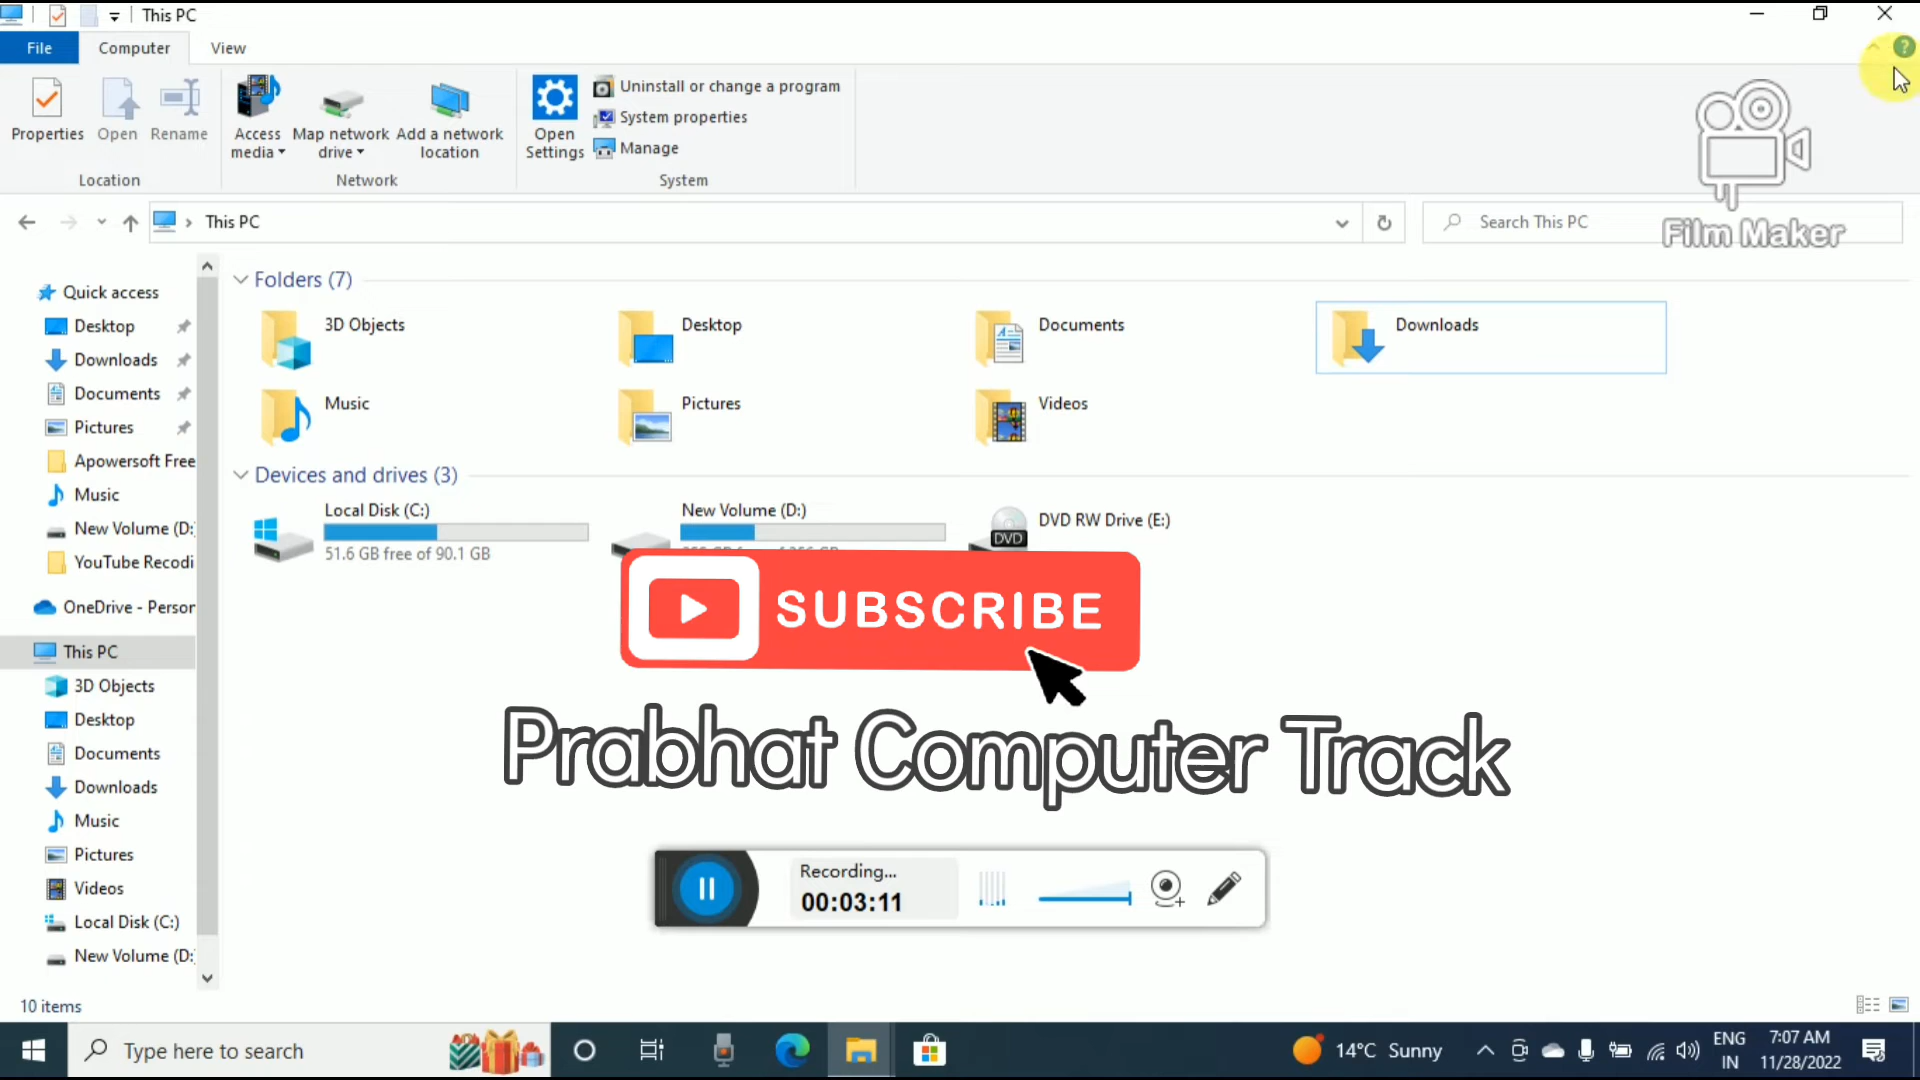 This PC
File
Computer
View
Properties
Open
Rename
Access media
Map network drive
Add a network location
Open Settings
Uninstall or change a program
System properties
Manage
Location
Network
System
This PC
Search This PC
Film Maker
Quick access
Desktop
Downloads
Documents
Pictures
Apowersoft Free
Music
New Volume (D:
YouTube Recodi
OneDrive - Person
This PC
3D Objects
Desktop
Documents
Downloads
Music
Pictures
Videos
Local Disk (C:)
New Volume (D:
Folders (7)
3D Objects
Desktop
Documents
Downloads
Music
Pictures
Videos
Devices and drives (3)
Local Disk (C:)
51.6 GB free of 90.1 GB
New Volume (D:)
DVD RW Drive (E:)
DVD
SUBSCRIBE
Prabhat Computer Track
Recording...
00:03:11
10 items
Type here to search
14°C Sunny
ENG
IN
7:07 AM
11/28/2022